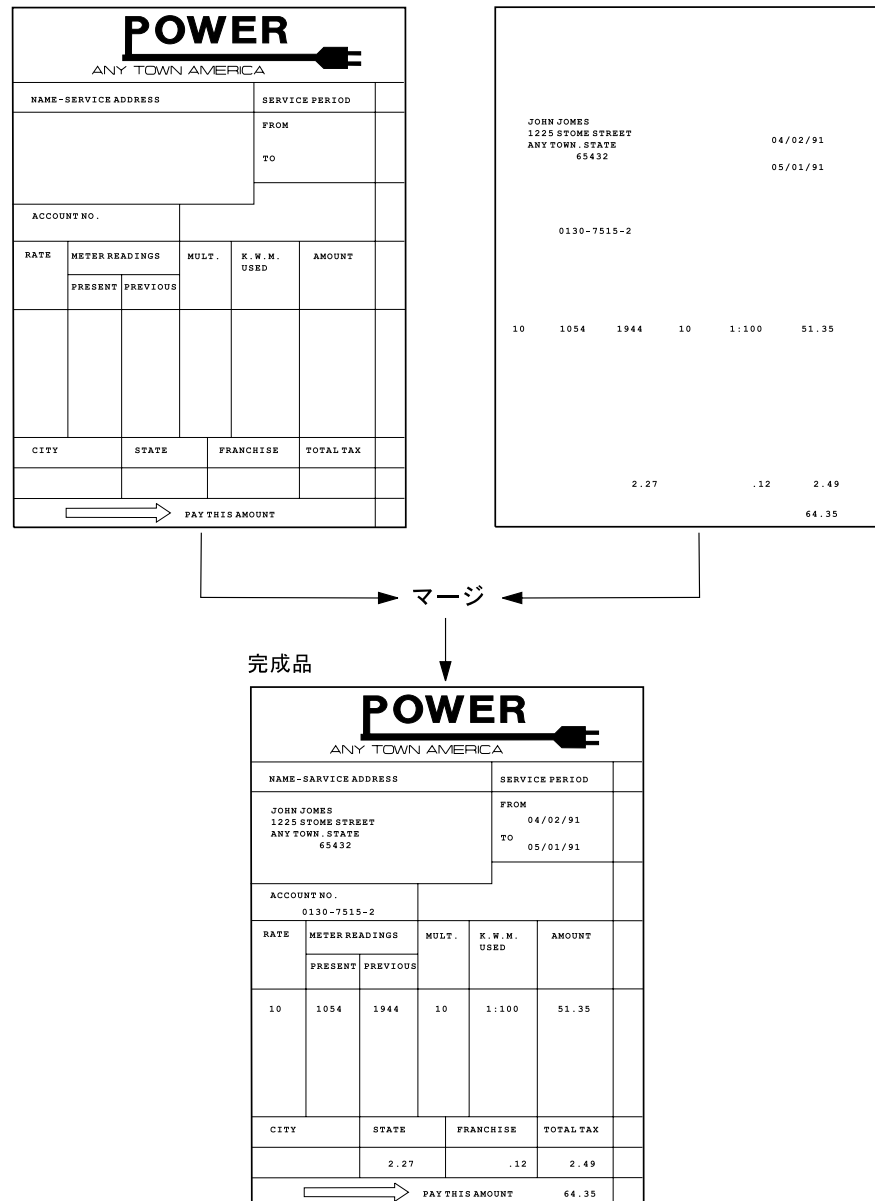 POWER
ANY TOWN AMERICA
NAME-SERVICE ADDRESS SERVICE PERIOD
FROM
TO
ACCOUNT NO.
RATE METER READINGS MULT. K.W.M. AMOUNT
USED
PRESENT PREVIOUS
CITY STATE FRANCHISE TOTAL TAX
PAY THIS AMOUNT
JOHN JOMES
1225 STOME STREET
ANY TOWN. STATE
65432
04/02/91
05/01/91
0130-7515-2
10 1054 1944 10 1:100 51.35
2.27 .12 2.49
64.35
マージ
完成品
POWER
ANY TOWN AMERICA
NAME-SARVICE ADDRESS SERVICE PERIOD
JOHN JOMES
1225 STOME STREET
ANY TOWN. STATE
65432
FROM
04/02/91
TO
05/01/91
ACCOUNT NO.
0130-7515-2
RATE METER READINGS MULT. K.W.M. AMOUNT
USED
PRESENT PREVIOUS
10 1054 1944 10 1:100 51.35
CITY STATE FRANCHISE TOTAL TAX
2.27 .12 2.49
PAY THIS AMOUNT 64.35